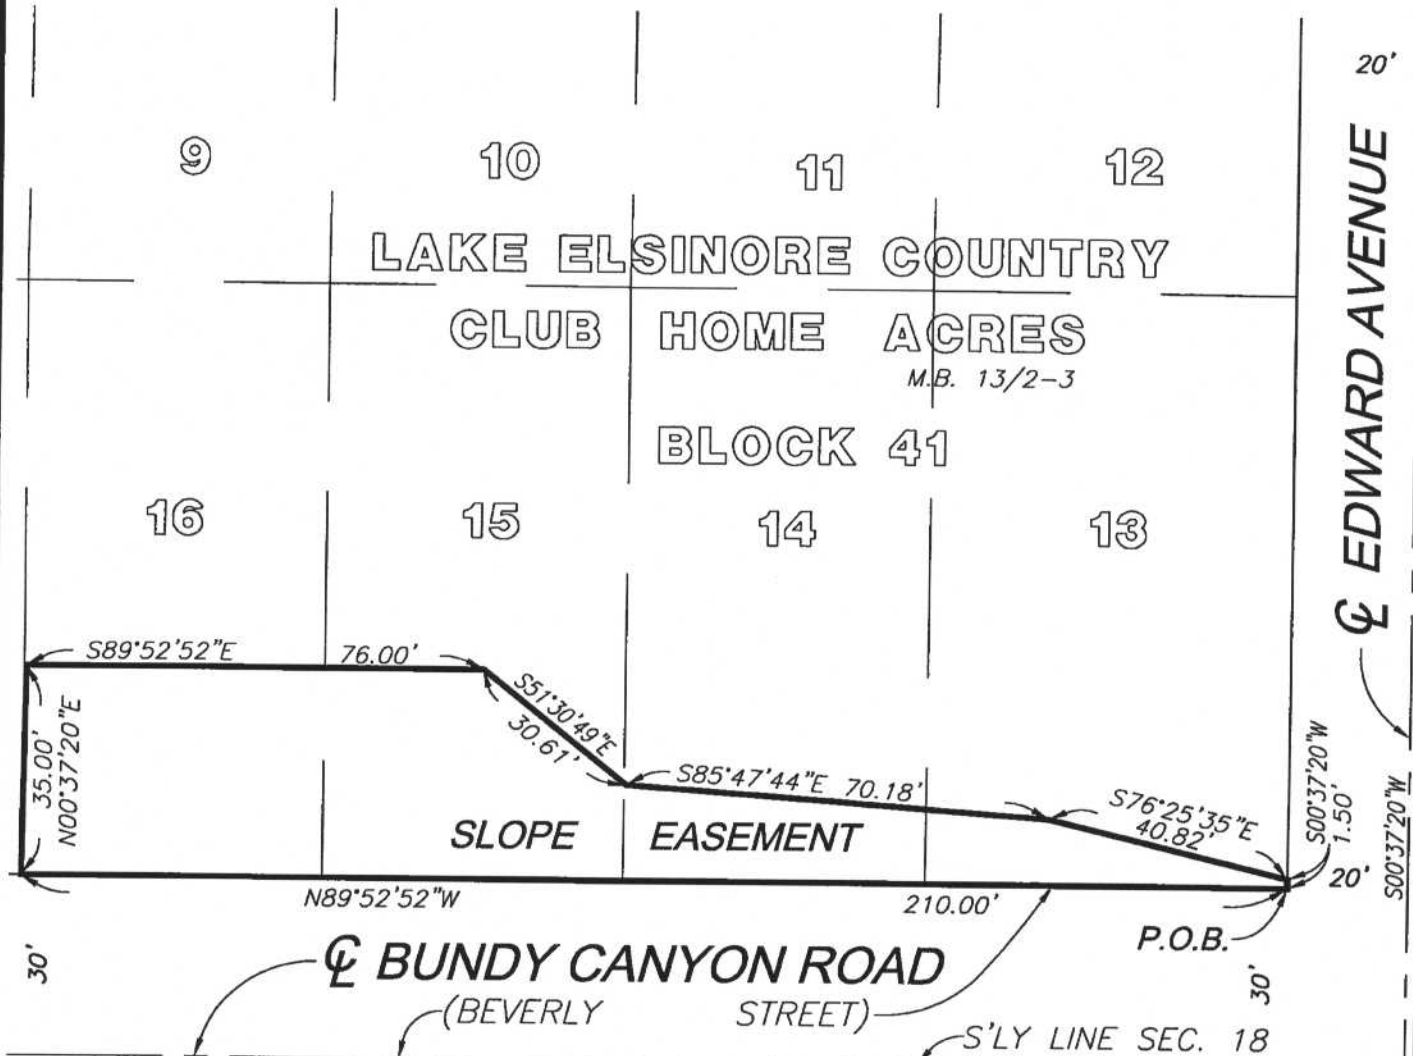 20'
9
10
11
12
LAKE ELSINORE COUNTRY
CLUB HOME ACRES
M.B. 13/2-3
BLOCK 41
16
15
14
13
℄ EDWARD AVENUE
S89°52'52"E 76.00'
S51°30'49"E
30.61'
35.00'
N00°37'20"E
S85°47'44"E 70.18'
S76°25'35"E
40.82'
S00°37'20"W
1.50'
S00°37'20"W
SLOPE EASEMENT
20'
N89°52'52"W 210.00'
P.O.B.
30'
℄ BUNDY CANYON ROAD
30'
(BEVERLY STREET)
S'LY LINE SEC. 18